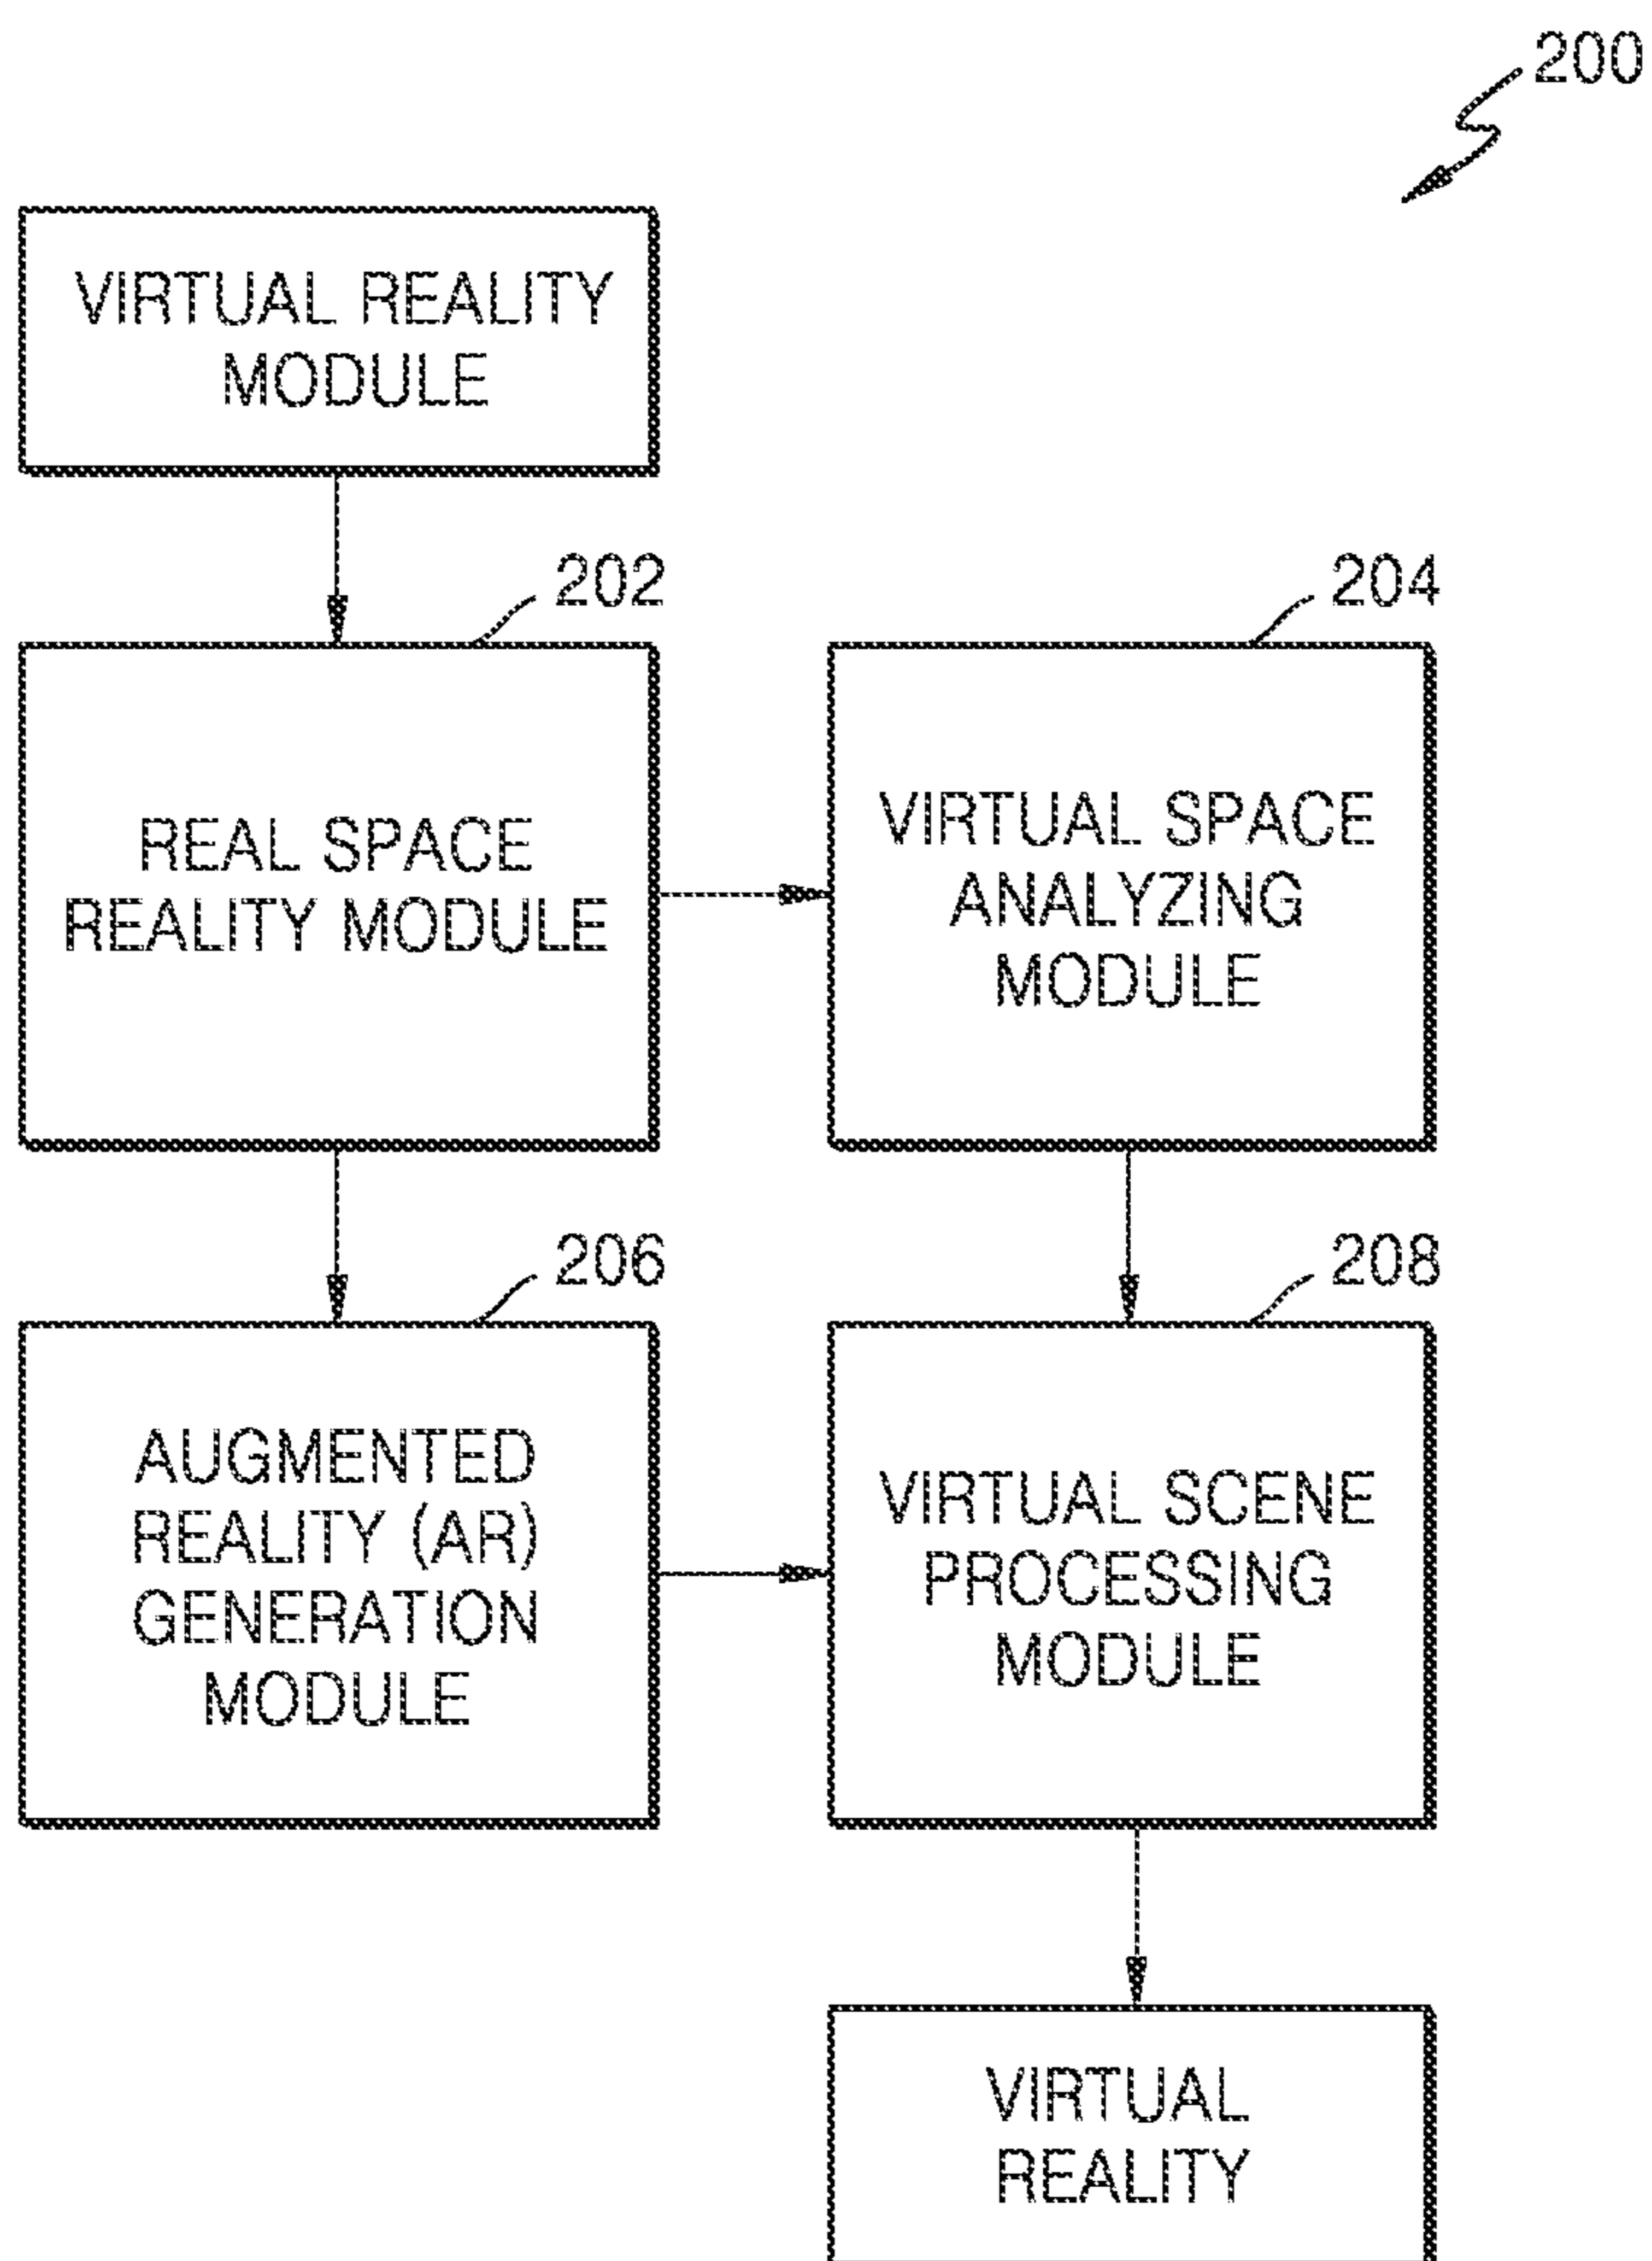 200
VIRTUAL REALITY
MODULE
202
204
REAL SPACE
REALITY MODULE
VIRTUAL SPACE
ANALYZING
MODULE
206
208
AUGMENTED
REALITY (AR)
GENERATION
MODULE
VIRTUAL SCENE
PROCESSING
MODULE
VIRTUAL
REALITY